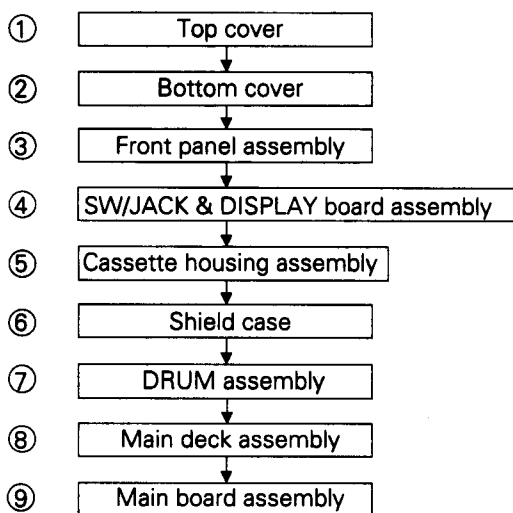 ① Top cover
② Bottom cover
③ Front panel assembly
④ SW/JACK & DISPLAY board assembly
⑤ Cassette housing assembly
⑥ Shield case
⑦ DRUM assembly
⑧ Main deck assembly
⑨ Main board assembly